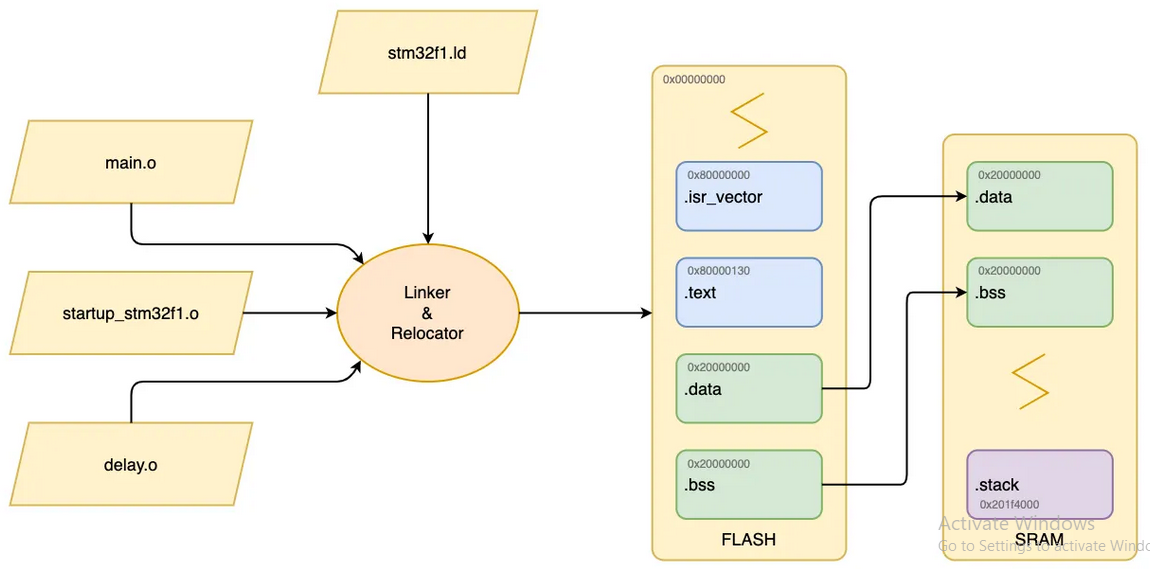 stm32f1.ld
main.o
startup_stm32f1.o
delay.o
Linker
&
Relocator
0x00000000
0x80000000
.isr_vector
0x80000130
.text
0x20000000
.data
0x20000000
.bss
FLASH
0x20000000
.data
0x20000000
.bss
.stack
0x201f4000
SRAM
Activate Windows
Go to Settings to activate Windo